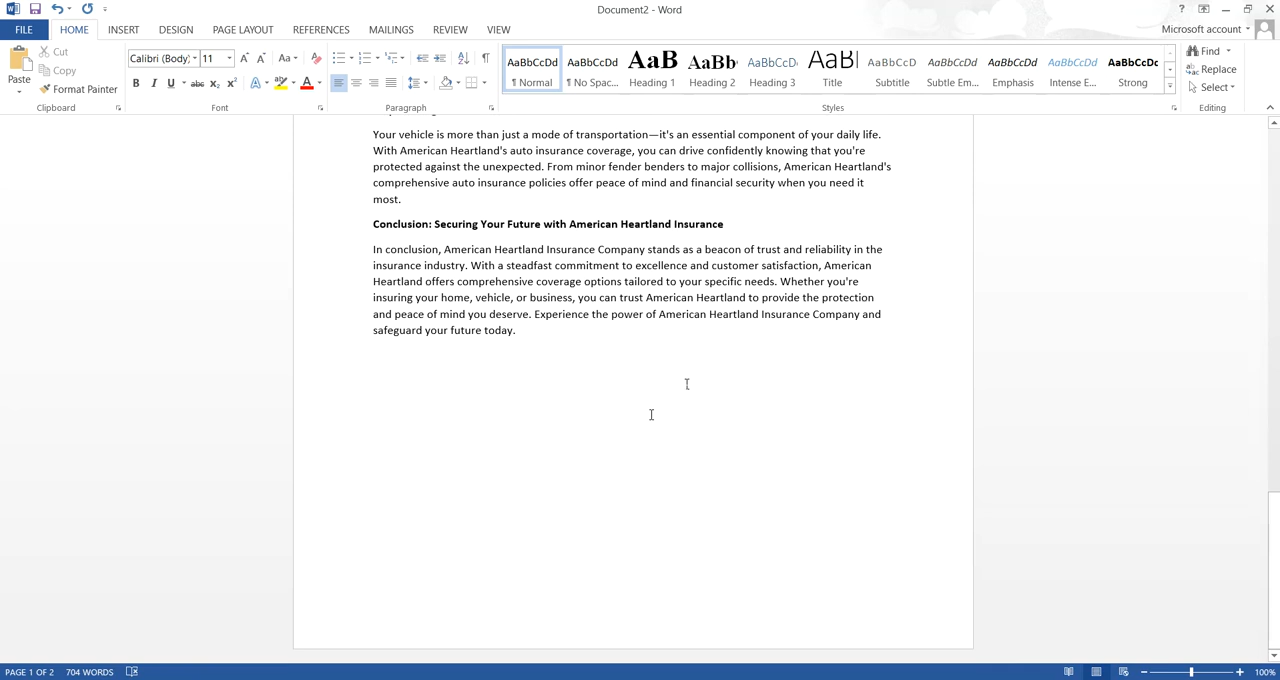 Document2 - Word
?
FILE HOME INSERT DESIGN PAGE LAYOUT REFERENCES MAILINGS REVIEW VIEW Microsoft account
Paste Cut Copy Format Painter
Calibri (Body) 11 Aa
B I U abc X₂ X² A A
AaBbCcDd AaBbCcDd AaB AaBb AaBbCcD AaBl AaBbCcD AaBbCcDd AaBbCcDd AaBbCcDd AaBbCcDc
¶ Normal ¶ No Spac... Heading 1 Heading 2 Heading 3 Title Subtitle Subtle Em... Emphasis Intense E... Strong
Find Replace Select
Clipboard Font Paragraph Styles Editing
Your vehicle is more than just a mode of transportation—it's an essential component of your daily life.
With American Heartland's auto insurance coverage, you can drive confidently knowing that you're
protected against the unexpected. From minor fender benders to major collisions, American Heartland's
comprehensive auto insurance policies offer peace of mind and financial security when you need it
most.
Conclusion: Securing Your Future with American Heartland Insurance
In conclusion, American Heartland Insurance Company stands as a beacon of trust and reliability in the
insurance industry. With a steadfast commitment to excellence and customer satisfaction, American
Heartland offers comprehensive coverage options tailored to your specific needs. Whether you're
insuring your home, vehicle, or business, you can trust American Heartland to provide the protection
and peace of mind you deserve. Experience the power of American Heartland Insurance Company and
safeguard your future today.
PAGE 1 OF 2 704 WORDS 100%